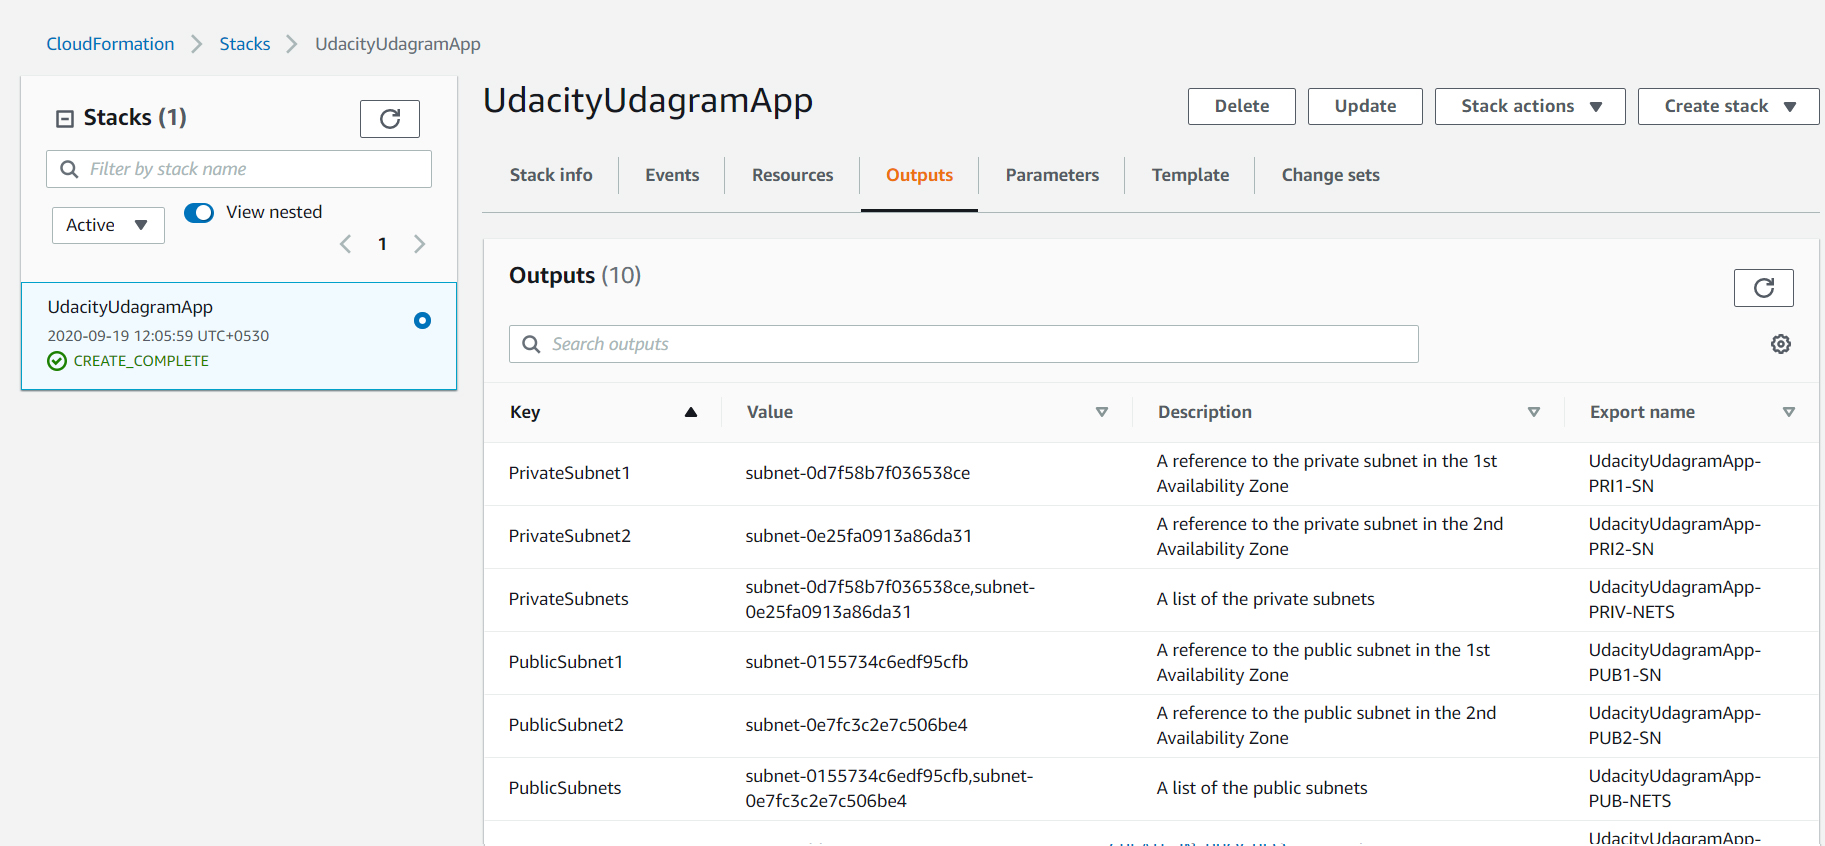 CloudFormation > Stacks > UdacityUdagramApp
Stacks (1)
Filter by stack name
Active
View nested
1
UdacityUdagramApp
2020-09-19 12:05:59 UTC+0530
CREATE_COMPLETE
UdacityUdagramApp
Delete Update Stack actions Create stack
Stack info Events Resources Outputs Parameters Template Change sets
Outputs (10)
Search outputs
Key Value Description Export name
PrivateSubnet1 subnet-0d7f58b7f036538ce A reference to the private subnet in the 1st UdacityUdagramApp-
Availability Zone PRI1-SN
PrivateSubnet2 subnet-0e25fa0913a86da31 A reference to the private subnet in the 2nd UdacityUdagramApp-
Availability Zone PRI2-SN
PrivateSubnets subnet-0d7f58b7f036538ce,subnet- A list of the private subnets UdacityUdagramApp-
0e25fa0913a86da31 PRIV-NETS
PublicSubnet1 subnet-0155734c6edf95cfb A reference to the public subnet in the 1st UdacityUdagramApp-
Availability Zone PUB1-SN
PublicSubnet2 subnet-0e7fc3c2e7c506be4 A reference to the public subnet in the 2nd UdacityUdagramApp-
Availability Zone PUB2-SN
PublicSubnets subnet-0155734c6edf95cfb,subnet- A list of the public subnets UdacityUdagramApp-
0e7fc3c2e7c506be4 PUB-NETS
UdacityUdagramApp-